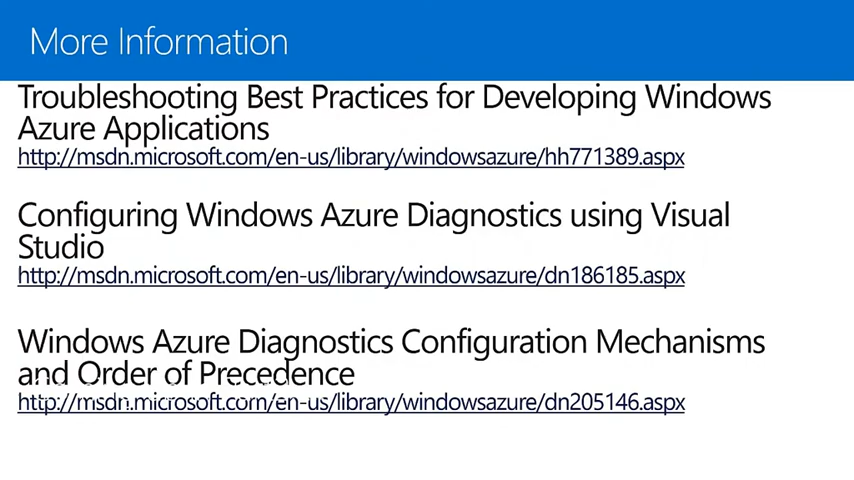 More Information
Troubleshooting Best Practices for Developing Windows
Azure Applications
http://msdn.microsoft.com/en-us/library/windowsazure/hh771389.aspx
Configuring Windows Azure Diagnostics using Visual
Studio
http://msdn.microsoft.com/en-us/library/windowsazure/dn186185.aspx
Windows Azure Diagnostics Configuration Mechanisms
and Order of Precedence
http://msdn.microsoft.com/en-us/library/windowsazure/dn205146.aspx